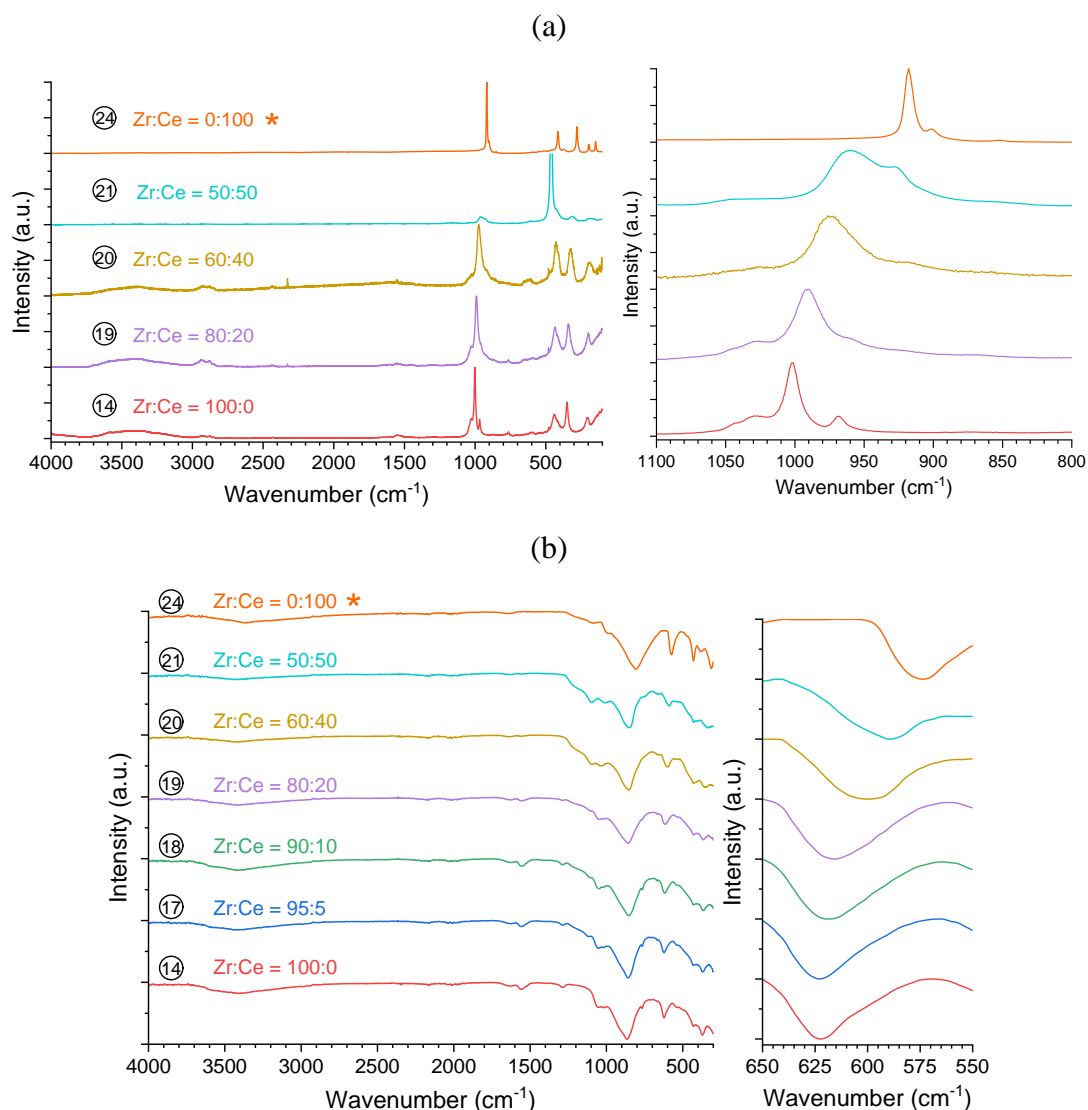 (a)
24 Zr:Ce = 0:100 *
21 Zr:Ce = 50:50
20 Zr:Ce = 60:40
19 Zr:Ce = 80:20
14 Zr:Ce = 100:0
Intensity (a.u.)
4000 3500 3000 2500 2000 1500 1000 500
Wavenumber (cm⁻¹)
Intensity (a.u.)
1100 1050 1000 950 900 850 800
Wavenumber (cm⁻¹)
(b)
24 Zr:Ce = 0:100 *
21 Zr:Ce = 50:50
20 Zr:Ce = 60:40
19 Zr:Ce = 80:20
18 Zr:Ce = 90:10
17 Zr:Ce = 95:5
14 Zr:Ce = 100:0
Intensity (a.u.)
4000 3500 3000 2500 2000 1500 1000 500
Wavenumber (cm⁻¹)
Intensity (a.u.)
650 625 600 575 550
Wavenumber (cm⁻¹)